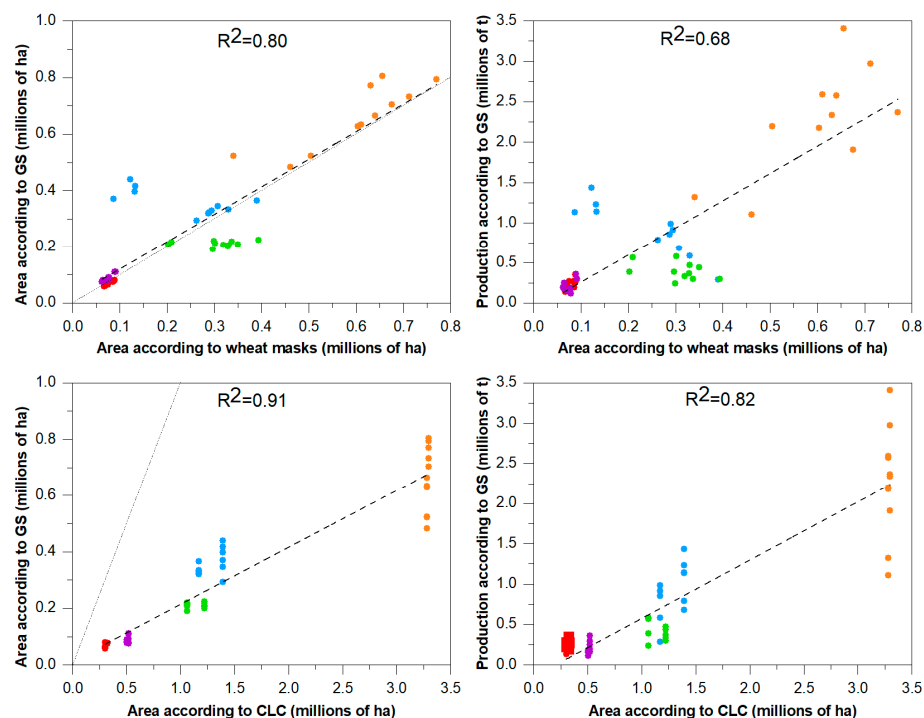 R2=0.80
Area according to GS (millions of ha)
1.0
0.8
0.6
0.4
0.2
0.0
0.0 0.1 0.2 0.3 0.4 0.5 0.6 0.7 0.8
Area according to wheat masks (millions of ha)
R2=0.68
Production according to GS (millions of t)
3.5
3.0
2.5
2.0
1.5
1.0
0.5
0.0
0.0 0.2 0.4 0.6 0.8
Area according to wheat masks (millions of ha)
R2=0.91
Area according to GS (millions of ha)
1.0
0.8
0.6
0.4
0.2
0.0
0.0 0.5 1.0 1.5 2.0 2.5 3.0 3.5
Area according to CLC (millions of ha)
R2=0.82
Production according to GS (millions of t)
3.5
3.0
2.5
2.0
1.5
1.0
0.5
0.0
0.0 0.5 1.0 1.5 2.0 2.5 3.0 3.5
Area according to CLC (millions of ha)